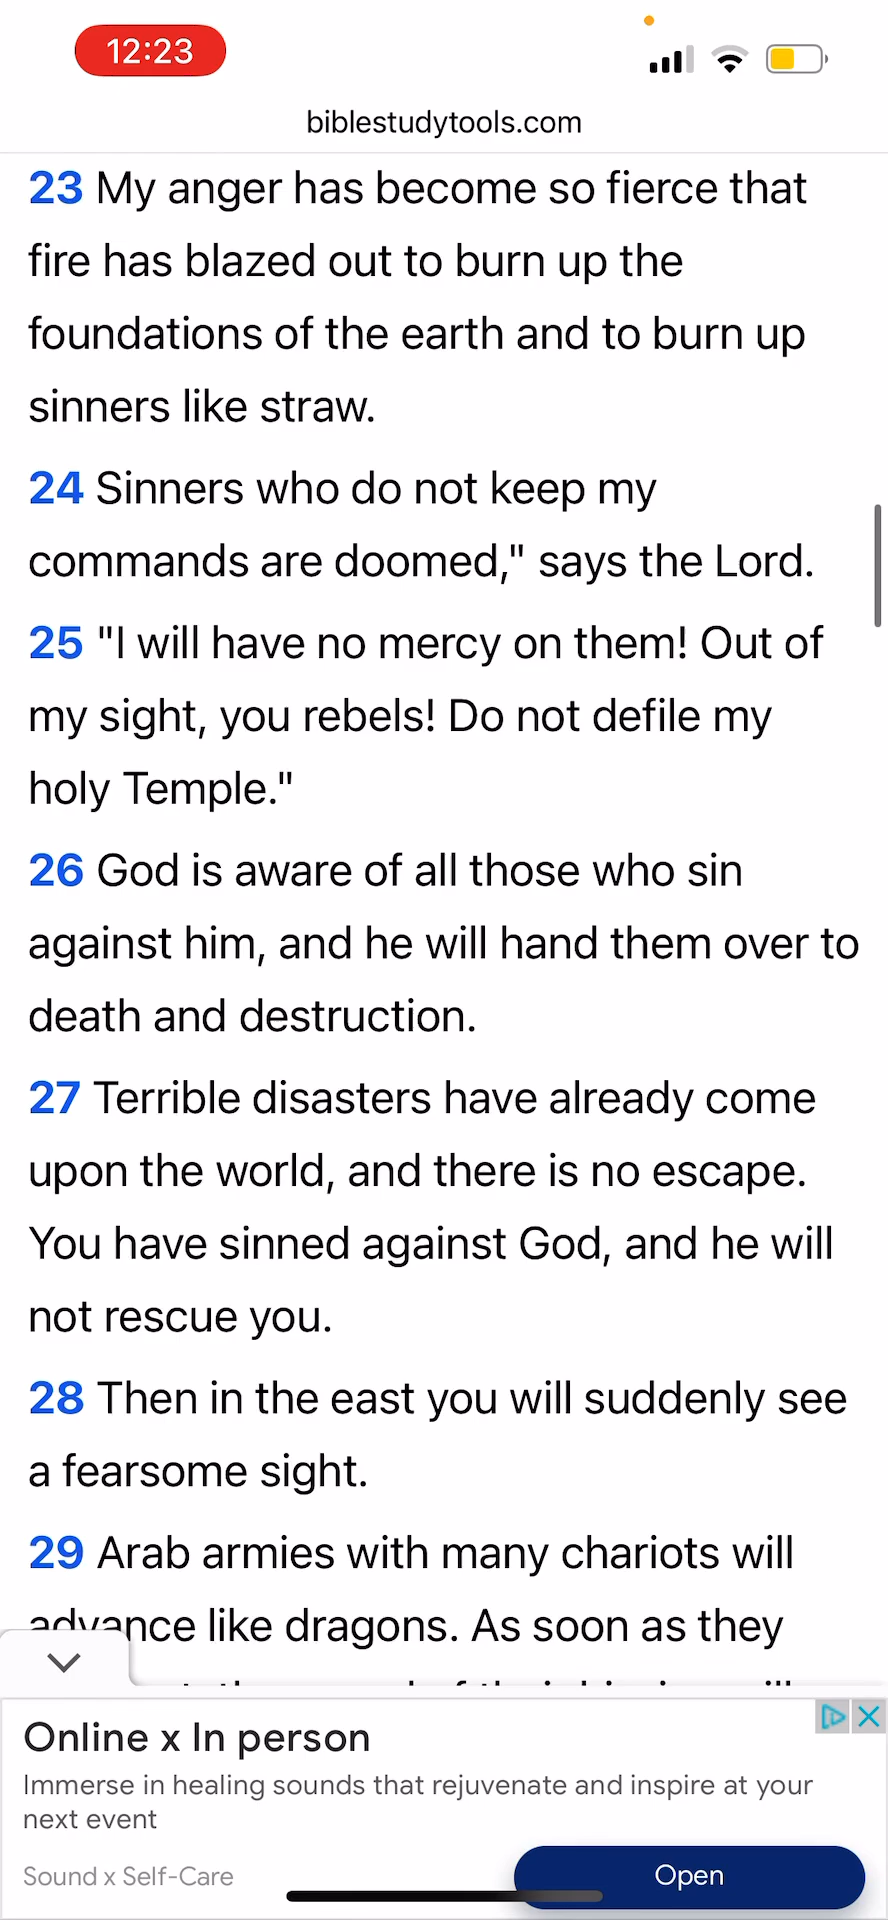 12:23
biblestudytools.com
23 My anger has become so fierce that
fire has blazed out to burn up the
foundations of the earth and to burn up
sinners like straw.
24 Sinners who do not keep my
commands are doomed," says the Lord.
25 "I will have no mercy on them! Out of
my sight, you rebels! Do not defile my
holy Temple."
26 God is aware of all those who sin
against him, and he will hand them over to
death and destruction.
27 Terrible disasters have already come
upon the world, and there is no escape.
You have sinned against God, and he will
not rescue you.
28 Then in the east you will suddenly see
a fearsome sight.
29 Arab armies with many chariots will
advance like dragons. As soon as they
Online x In person
Immerse in healing sounds that rejuvenate and inspire at your
next event
Sound x Self-Care
Open